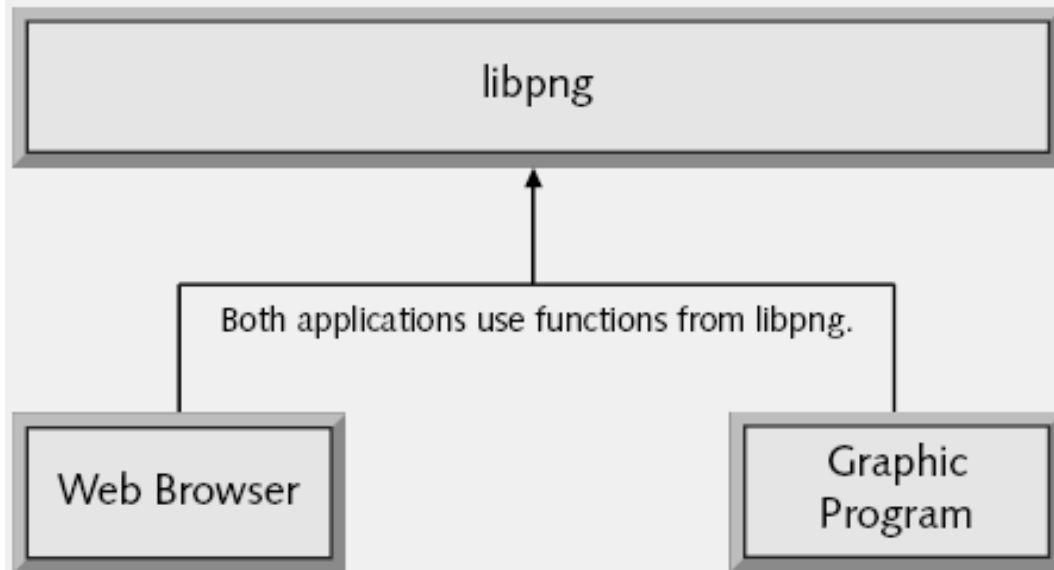 libpng
Both applications use functions from libpng.
Web Browser
Graphic
Program